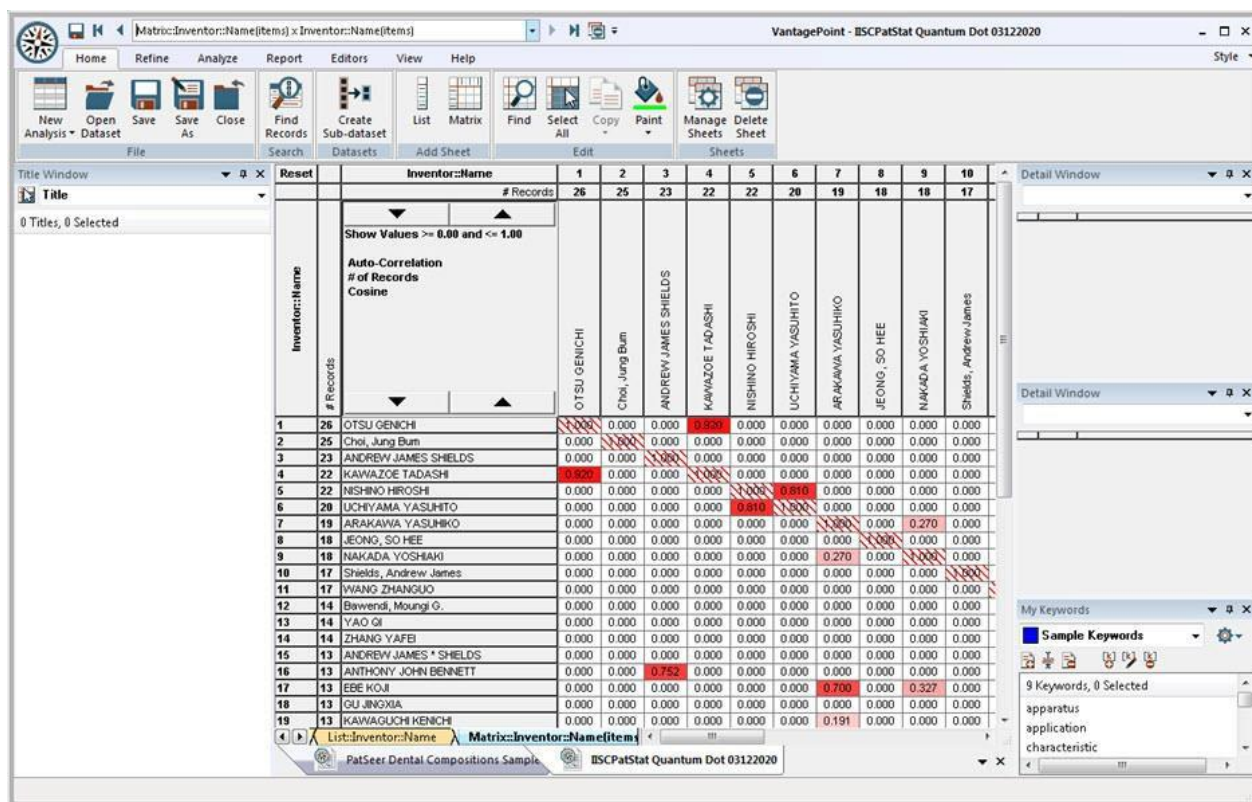 Matrix::Inventor::Name(items) x Inventor::Name(items)
VantagePoint - IISCPatStat Quantum Dot 03122020
Home Refine Analyze Report Editors View Help Style
New Analysis Open Dataset Save Save As Close Find Records Create Sub-dataset List Matrix Find Select All Copy Paint Manage Sheets Delete Sheet
File Search Datasets Add Sheet Edit Sheets
Title Window
Title
0 Titles, 0 Selected
Reset Inventor::Name 1 2 3 4 5 6 7 8 9 10
# Records 26 25 23 22 22 20 19 18 18 17
Inventor::Name
# Records
Show Values >= 0.00 and <= 1.00
Auto-Correlation
# of Records
Cosine
OTSU GENICHI
Choi, Jung Bum
ANDREW JAMES SHIELDS
KAWAZOE TADASHI
NISHINO HIROSHI
UCHIYAMA YASUHITO
ARAKAWA YASUHIKO
JEONG, SO HEE
NAKADA YOSHIAKI
Shields, Andrew James
1 26 OTSU GENICHI 1.000 0.000 0.000 0.920 0.000 0.000 0.000 0.000 0.000 0.000
2 25 Choi, Jung Bum 0.000 1.000 0.000 0.000 0.000 0.000 0.000 0.000 0.000 0.000
3 23 ANDREW JAMES SHIELDS 0.000 0.000 1.000 0.000 0.000 0.000 0.000 0.000 0.000 0.000
4 22 KAWAZOE TADASHI 0.920 0.000 0.000 1.000 0.000 0.000 0.000 0.000 0.000 0.000
5 22 NISHINO HIROSHI 0.000 0.000 0.000 0.000 1.000 0.810 0.000 0.000 0.000 0.000
6 20 UCHIYAMA YASUHITO 0.000 0.000 0.000 0.000 0.810 1.000 0.000 0.000 0.000 0.000
7 19 ARAKAWA YASUHIKO 0.000 0.000 0.000 0.000 0.000 0.000 1.000 0.000 0.270 0.000
8 18 JEONG, SO HEE 0.000 0.000 0.000 0.000 0.000 0.000 0.000 1.000 0.000 0.000
9 18 NAKADA YOSHIAKI 0.000 0.000 0.000 0.000 0.000 0.000 0.270 0.000 1.000 0.000
10 17 Shields, Andrew James 0.000 0.000 0.000 0.000 0.000 0.000 0.000 0.000 0.000 1.000
11 17 WANG ZHANGUO 0.000 0.000 0.000 0.000 0.000 0.000 0.000 0.000 0.000 0.000
12 14 Bawendi, Moungi G. 0.000 0.000 0.000 0.000 0.000 0.000 0.000 0.000 0.000 0.000
13 14 YAO QI 0.000 0.000 0.000 0.000 0.000 0.000 0.000 0.000 0.000 0.000
14 14 ZHANG YAFEI 0.000 0.000 0.000 0.000 0.000 0.000 0.000 0.000 0.000 0.000
15 13 ANDREW JAMES * SHIELDS 0.000 0.000 0.000 0.000 0.000 0.000 0.000 0.000 0.000 0.000
16 13 ANTHONY JOHN BENNETT 0.000 0.000 0.752 0.000 0.000 0.000 0.000 0.000 0.000 0.000
17 13 EBE KOJI 0.000 0.000 0.000 0.000 0.000 0.000 0.700 0.000 0.327 0.000
18 13 GU JINGXIA 0.000 0.000 0.000 0.000 0.000 0.000 0.000 0.000 0.000 0.000
19 13 KAWAGUCHI KENICHI 0.000 0.000 0.000 0.000 0.000 0.000 0.191 0.000 0.000 0.000
List::Inventor::Name Matrix::Inventor::Name(items
PatSeer Dental Compositions Sample IISCPatStat Quantum Dot 03122020
Detail Window
Detail Window
My Keywords
Sample Keywords
9 Keywords, 0 Selected
apparatus
application
characteristic